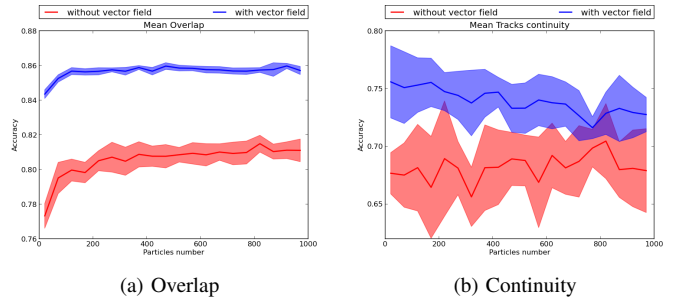 without vector field with vector field
Mean Overlap
0.88
0.86
0.84
0.82
0.80
0.78
0.76
Accuracy
0 200 400 600 800 1000
Particles number
(a) Overlap
without vector field with vector field
Mean Tracks continuity
0.80
0.75
0.70
0.65
Accuracy
0 200 400 600 800 1000
Particles number
(b) Continuity